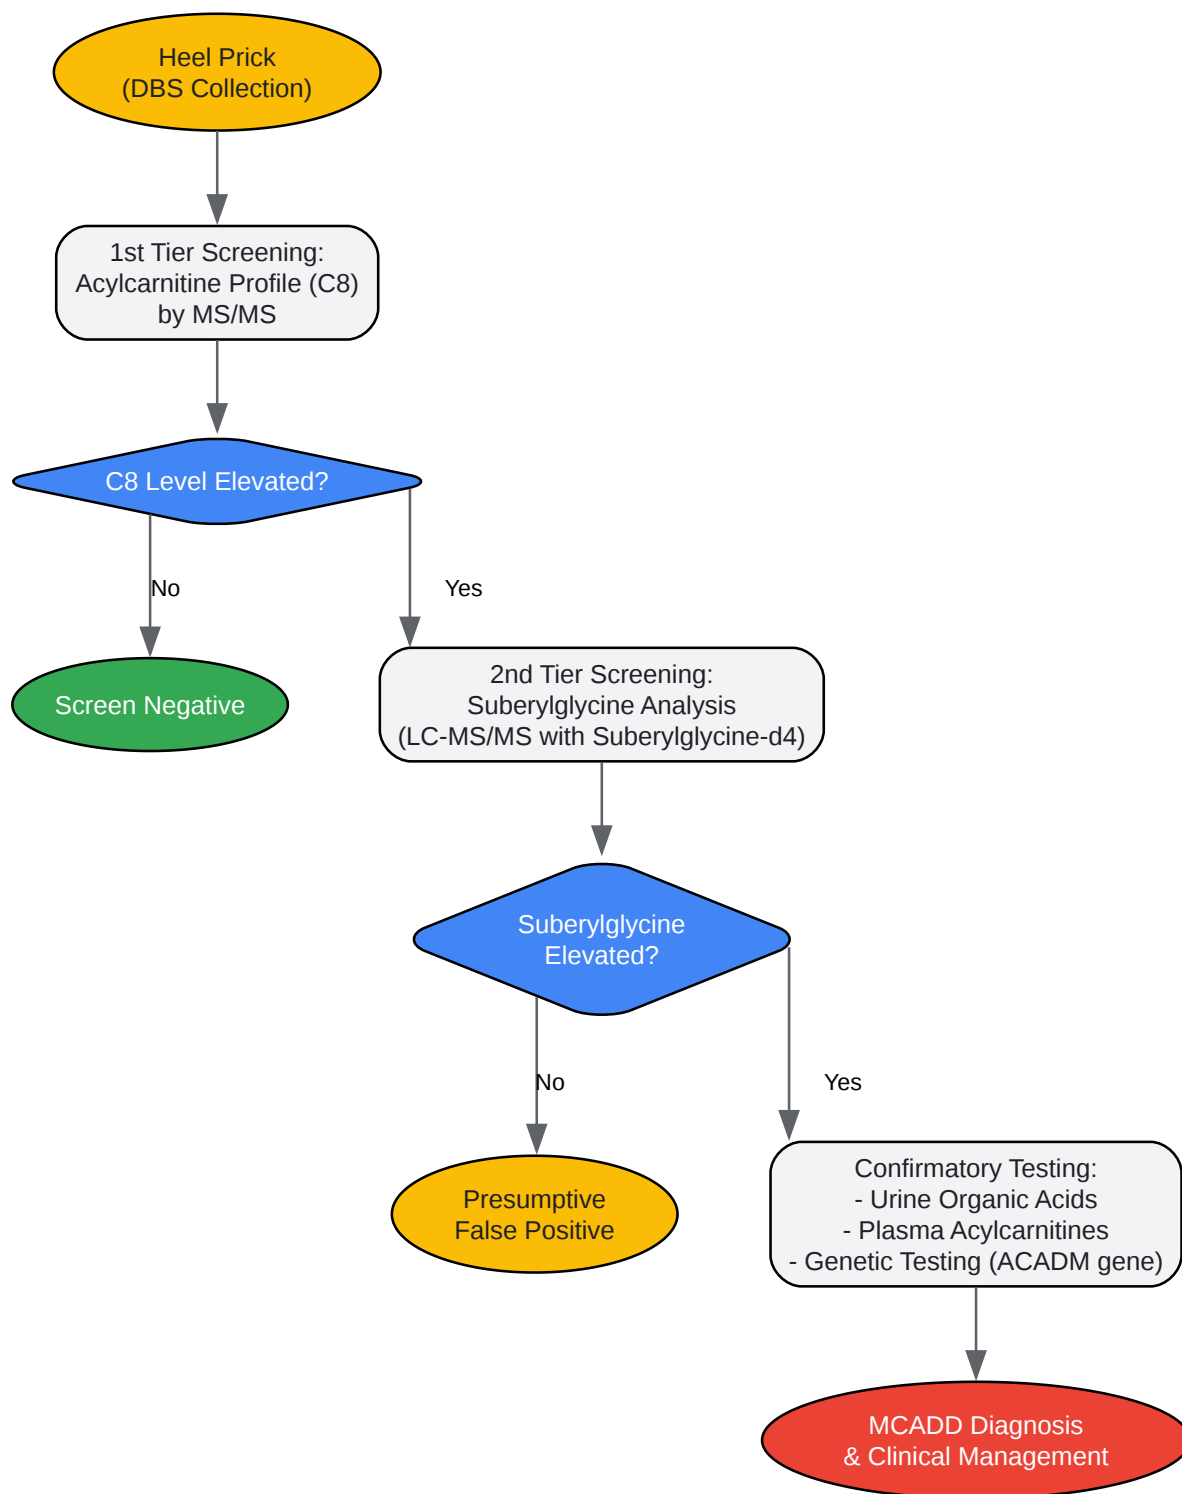 Heel Prick
(DBS Collection)
1st Tier Screening:
Acylcarnitine Profile (C8)
by MS/MS
C8 Level Elevated?
No
Yes
Screen Negative
2nd Tier Screening:
Suberylglycine Analysis
(LC-MS/MS with Suberylglycine-d4)
Suberylglycine
Elevated?
No
Yes
Presumptive
False Positive
Confirmatory Testing:
- Urine Organic Acids
- Plasma Acylcarnitines
- Genetic Testing (ACADM gene)
MCADD Diagnosis
& Clinical Management